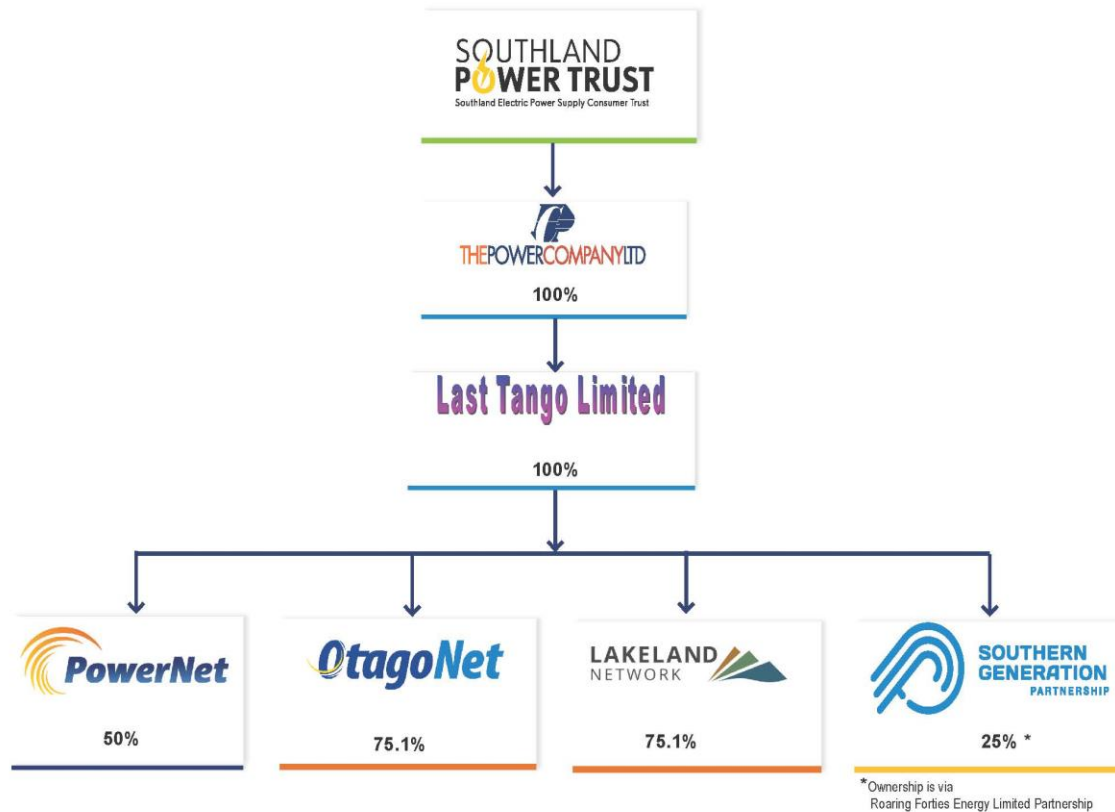 SOUTHLAND
POWER TRUST
Southland Electric Power Supply Consumer Trust
THEPOWERCOMPANYLTD
100%
Last Tango Limited
100%
PowerNet
50%
OtagoNet
75.1%
LAKELAND
NETWORK
75.1%
SOUTHERN
GENERATION
PARTNERSHIP
25% *
*Ownership is via
Roaring Forties Energy Limited Partnership